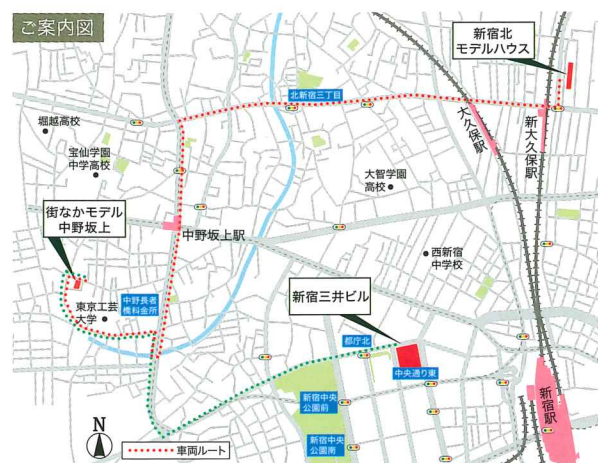 ご案内図
新宿北
モデルハウス
北新宿三丁目
堀越高校
宝仙学園
中学高校
大智学園
高校
大久保駅
新大久保駅
街なかモデル
中野坂上
中野坂上駅
西新宿
中学校
新宿三井ビル
東京工芸
大学
中野長者
橋料金所
都庁北
中央通り東
新宿中央
公園前
新宿駅
新宿中央
公園南
N
車両ルート